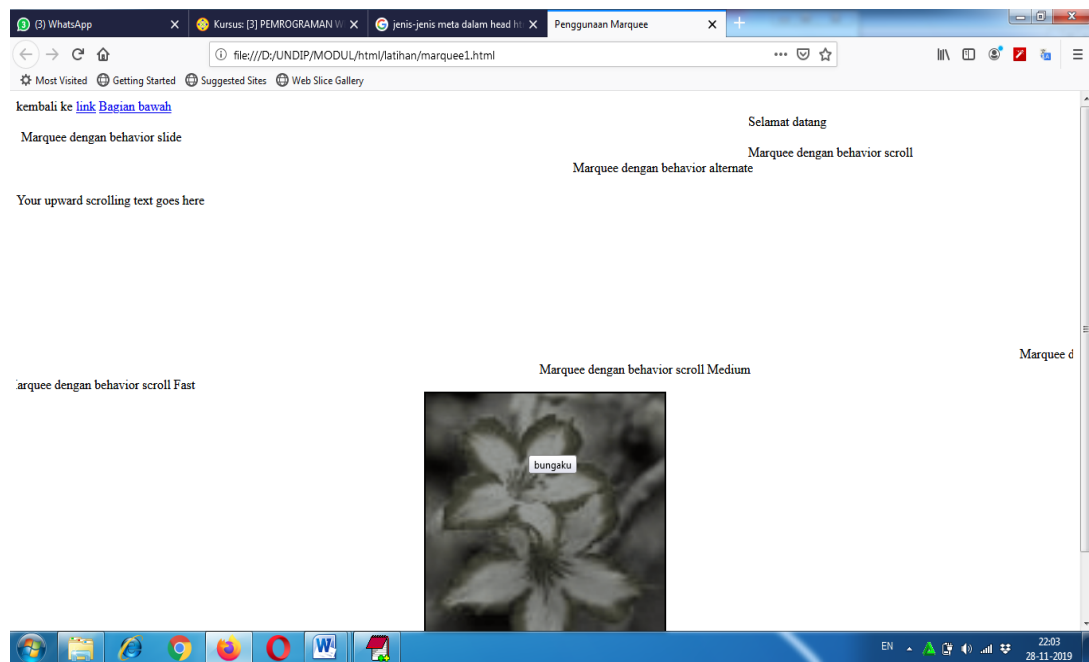 (3) WhatsApp
Kursus: [3] PEMROGRAMAN W
jenis-jenis meta dalam head ht
Penggunaan Marquee
file:///D:/UNDIP/MODUL/html/latihan/marquee1.html
Most Visited Getting Started Suggested Sites Web Slice Gallery
kembali ke link Bagian bawah
Selamat datang
Marquee dengan behavior slide
Marquee dengan behavior scroll
Marquee dengan behavior alternate
Your upward scrolling text goes here
Marquee d
Marquee dengan behavior scroll Medium
arquee dengan behavior scroll Fast
bungaku
EN
22:03
28-11-2019